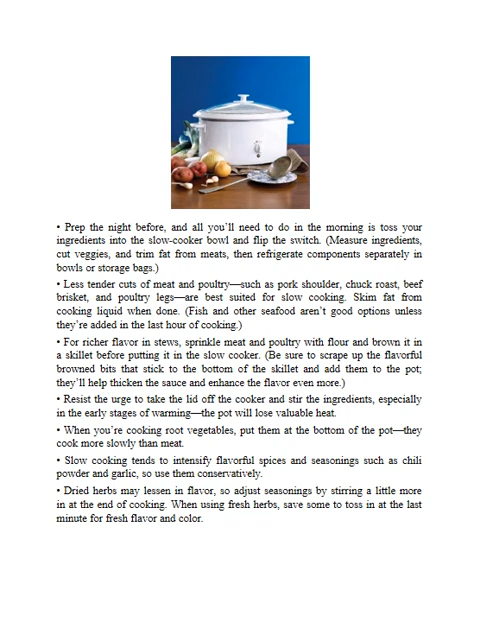 • Prep the night before, and all you’ll need to do in the morning is toss your
ingredients into the slow-cooker bowl and flip the switch. (Measure ingredients,
cut veggies, and trim fat from meats, then refrigerate components separately in
bowls or storage bags.)
• Less tender cuts of meat and poultry—such as pork shoulder, chuck roast, beef
brisket, and poultry legs—are best suited for slow cooking. Skim fat from
cooking liquid when done. (Fish and other seafood aren’t good options unless
they’re added in the last hour of cooking.)
• For richer flavor in stews, sprinkle meat and poultry with flour and brown it in
a skillet before putting it in the slow cooker. (Be sure to scrape up the flavorful
browned bits that stick to the bottom of the skillet and add them to the pot;
they’ll help thicken the sauce and enhance the flavor even more.)
• Resist the urge to take the lid off the cooker and stir the ingredients, especially
in the early stages of warming—the pot will lose valuable heat.
• When you’re cooking root vegetables, put them at the bottom of the pot—they
cook more slowly than meat.
• Slow cooking tends to intensify flavorful spices and seasonings such as chili
powder and garlic, so use them conservatively.
• Dried herbs may lessen in flavor, so adjust seasonings by stirring a little more
in at the end of cooking. When using fresh herbs, save some to toss in at the last
minute for fresh flavor and color.